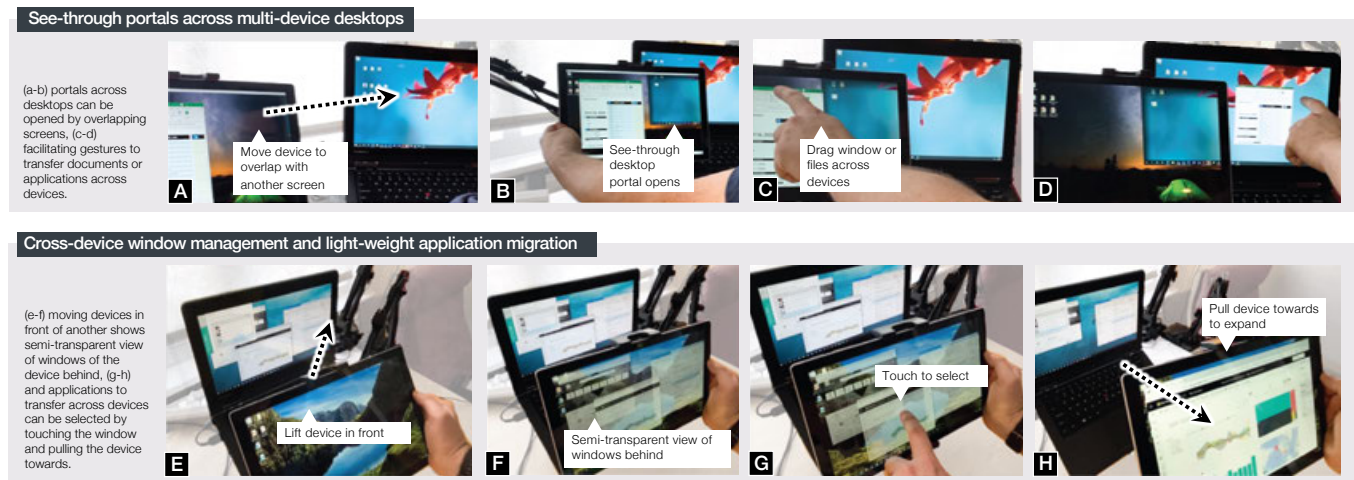 See-through portals across multi-device desktops
(a-b) portals across
desktops can be
opened by overlapping
screens, (c-d)
facilitating gestures to
transfer documents or
applications across
devices.
Move device to
overlap with
another screen
A
See-through
desktop
portal opens
B
Drag window or
files across
devices
C
D
Cross-device window management and light-weight application migration
(e-f) moving devices in
front of another shows
semi-transparent view
of windows of the
device behind, (g-h)
and applications to
transfer across devices
can be selected by
touching the window
and pulling the device
towards.
Lift device in front
E
Semi-transparent view of
windows behind
F
Touch to select
G
Pull device towards
to expand
H